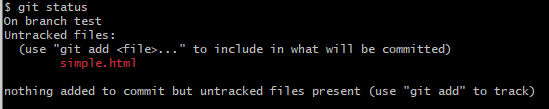 $ git status
On branch test
Untracked files:
(use "git add <file>..." to include in what will be committed)
simple.html
nothing added to commit but untracked files present (use "git add" to track)